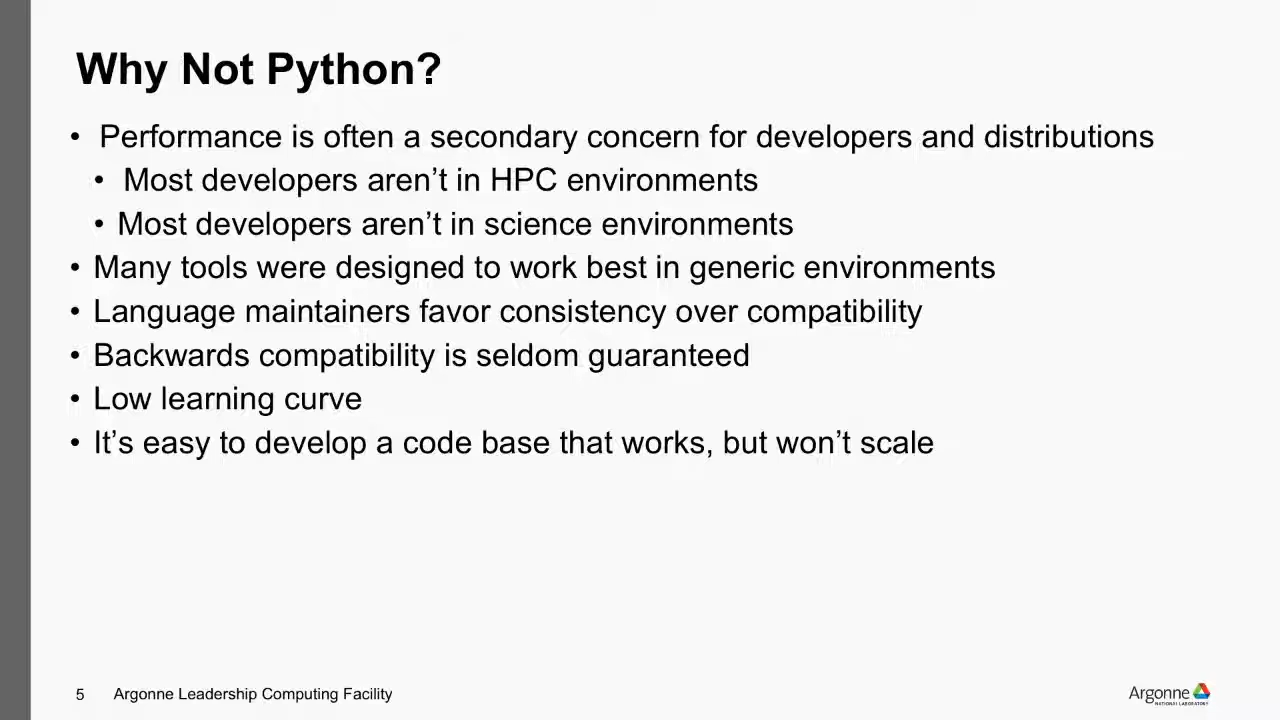 Why Not Python?
• Performance is often a secondary concern for developers and distributions
• Most developers aren’t in HPC environments
• Most developers aren’t in science environments
• Many tools were designed to work best in generic environments
• Language maintainers favor consistency over compatibility
• Backwards compatibility is seldom guaranteed
• Low learning curve
• It’s easy to develop a code base that works, but won’t scale
5 Argonne Leadership Computing Facility
Argonne
NATIONAL LABORATORY